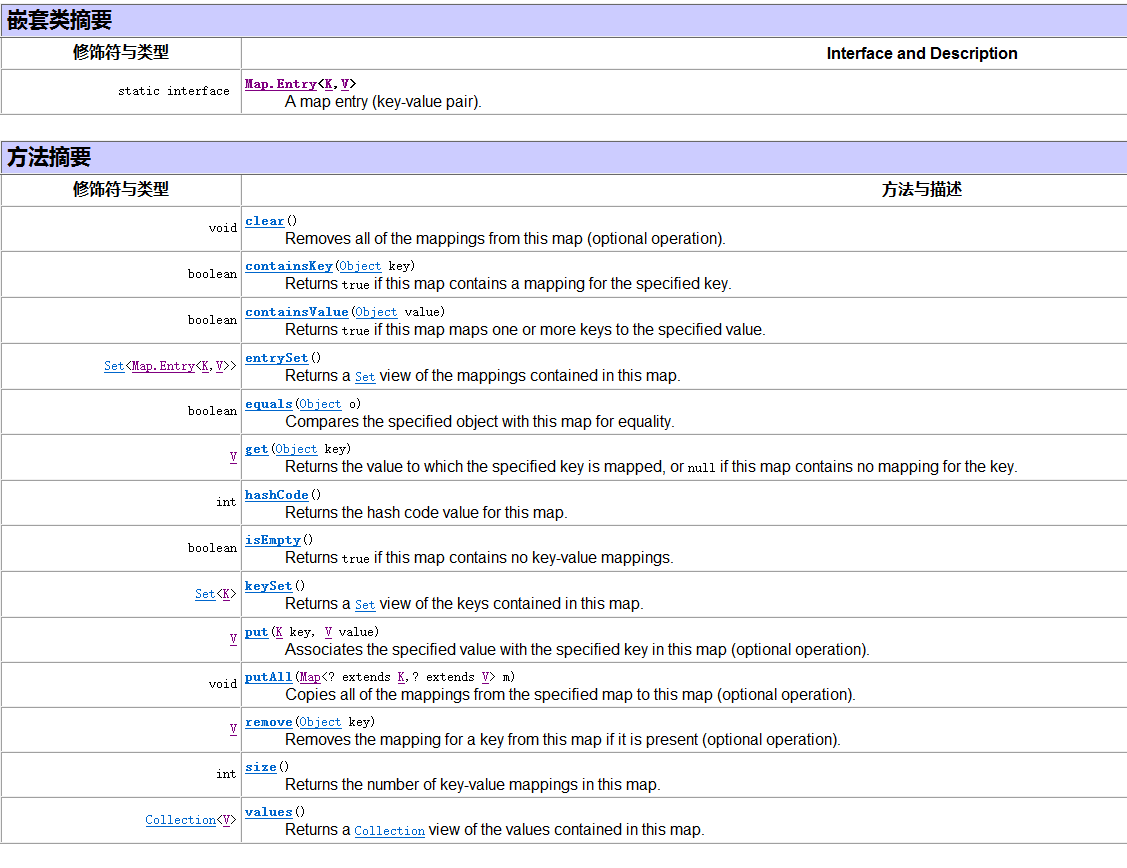 嵌套类摘要
修饰符与类型 Interface and Description
static interface Map.Entry<K,V>
A map entry (key-value pair).
方法摘要
修饰符与类型 方法与描述
void clear()
Removes all of the mappings from this map (optional operation).
boolean containsKey(Object key)
Returns true if this map contains a mapping for the specified key.
boolean containsValue(Object value)
Returns true if this map maps one or more keys to the specified value.
Set<Map.Entry<K,V>> entrySet()
Returns a Set view of the mappings contained in this map.
boolean equals(Object o)
Compares the specified object with this map for equality.
V get(Object key)
Returns the value to which the specified key is mapped, or null if this map contains no mapping for the key.
int hashCode()
Returns the hash code value for this map.
boolean isEmpty()
Returns true if this map contains no key-value mappings.
Set<K> keySet()
Returns a Set view of the keys contained in this map.
V put(K key, V value)
Associates the specified value with the specified key in this map (optional operation).
void putAll(Map<? extends K,? extends V> m)
Copies all of the mappings from the specified map to this map (optional operation).
V remove(Object key)
Removes the mapping for a key from this map if it is present (optional operation).
int size()
Returns the number of key-value mappings in this map.
Collection<V> values()
Returns a Collection view of the values contained in this map.